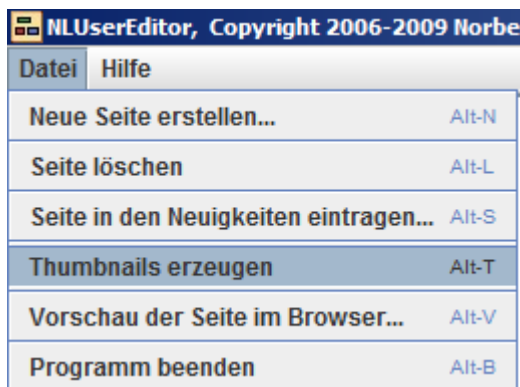 NLUserEditor, Copyright 2006-2009 Norbe
Datei Hilfe
Neue Seite erstellen... Alt-N
Seite löschen Alt-L
Seite in den Neuigkeiten eintragen... Alt-S
Thumbnails erzeugen Alt-T
Vorschau der Seite im Browser... Alt-V
Programm beenden Alt-B